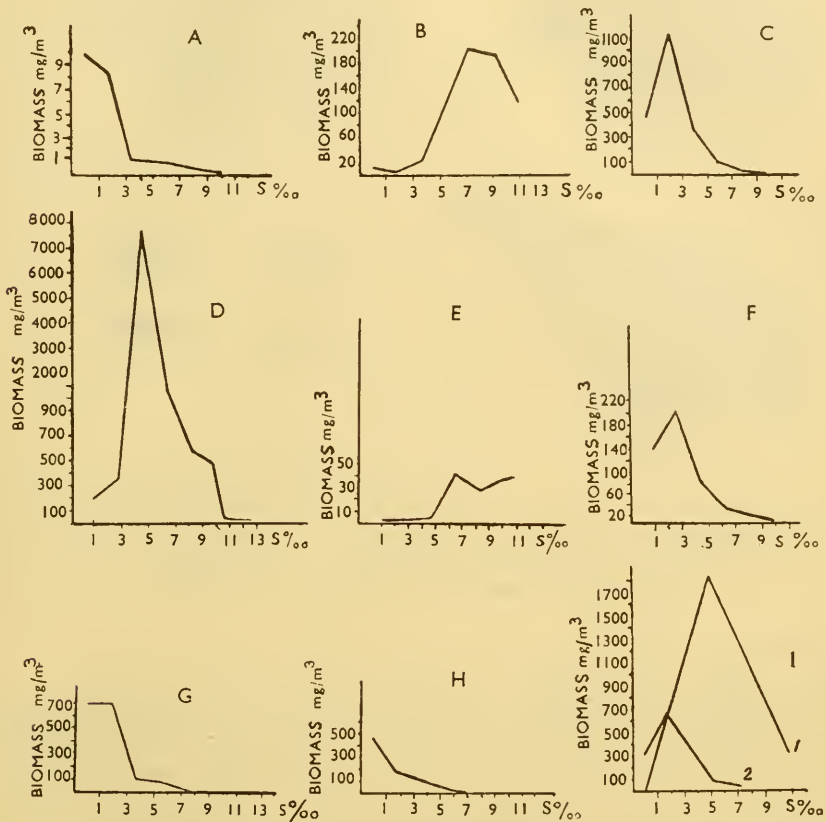 A
BIOMASS mg/m³
9
7
5
3
1
1 3 5 7 9 11 S ‰
B
BIOMASS mg/m³
220
180
140
120
100
60
20
1 3 5 7 9 11 13 S ‰
C
BIOMASS mg/m³
1100
900
700
500
300
100
1 3 5 7 9 S ‰
D
BIOMASS mg/m³
8000
7000
6000
5000
4000
3000
2000
900
700
500
300
100
1 3 5 7 9 11 13 S‰
E
BIOMASS mg/m³
50
30
10
1 3 5 7 9 11 S‰
F
BIOMASS mg/m³
220
180
140
100
60
20
1 3 .5 7 9 S ‰
G
BIOMASS mg/m³
700
500
300
100
1 3 5 7 9 11 13 S‰
H
BIOMASS mg/m³
500
300
100
1 3 5 7 9 11 S‰
I
BIOMASS mg/m³
1700
1500
1300
1100
900
700
500
300
100
1
2
1 3 5 7 9 S‰